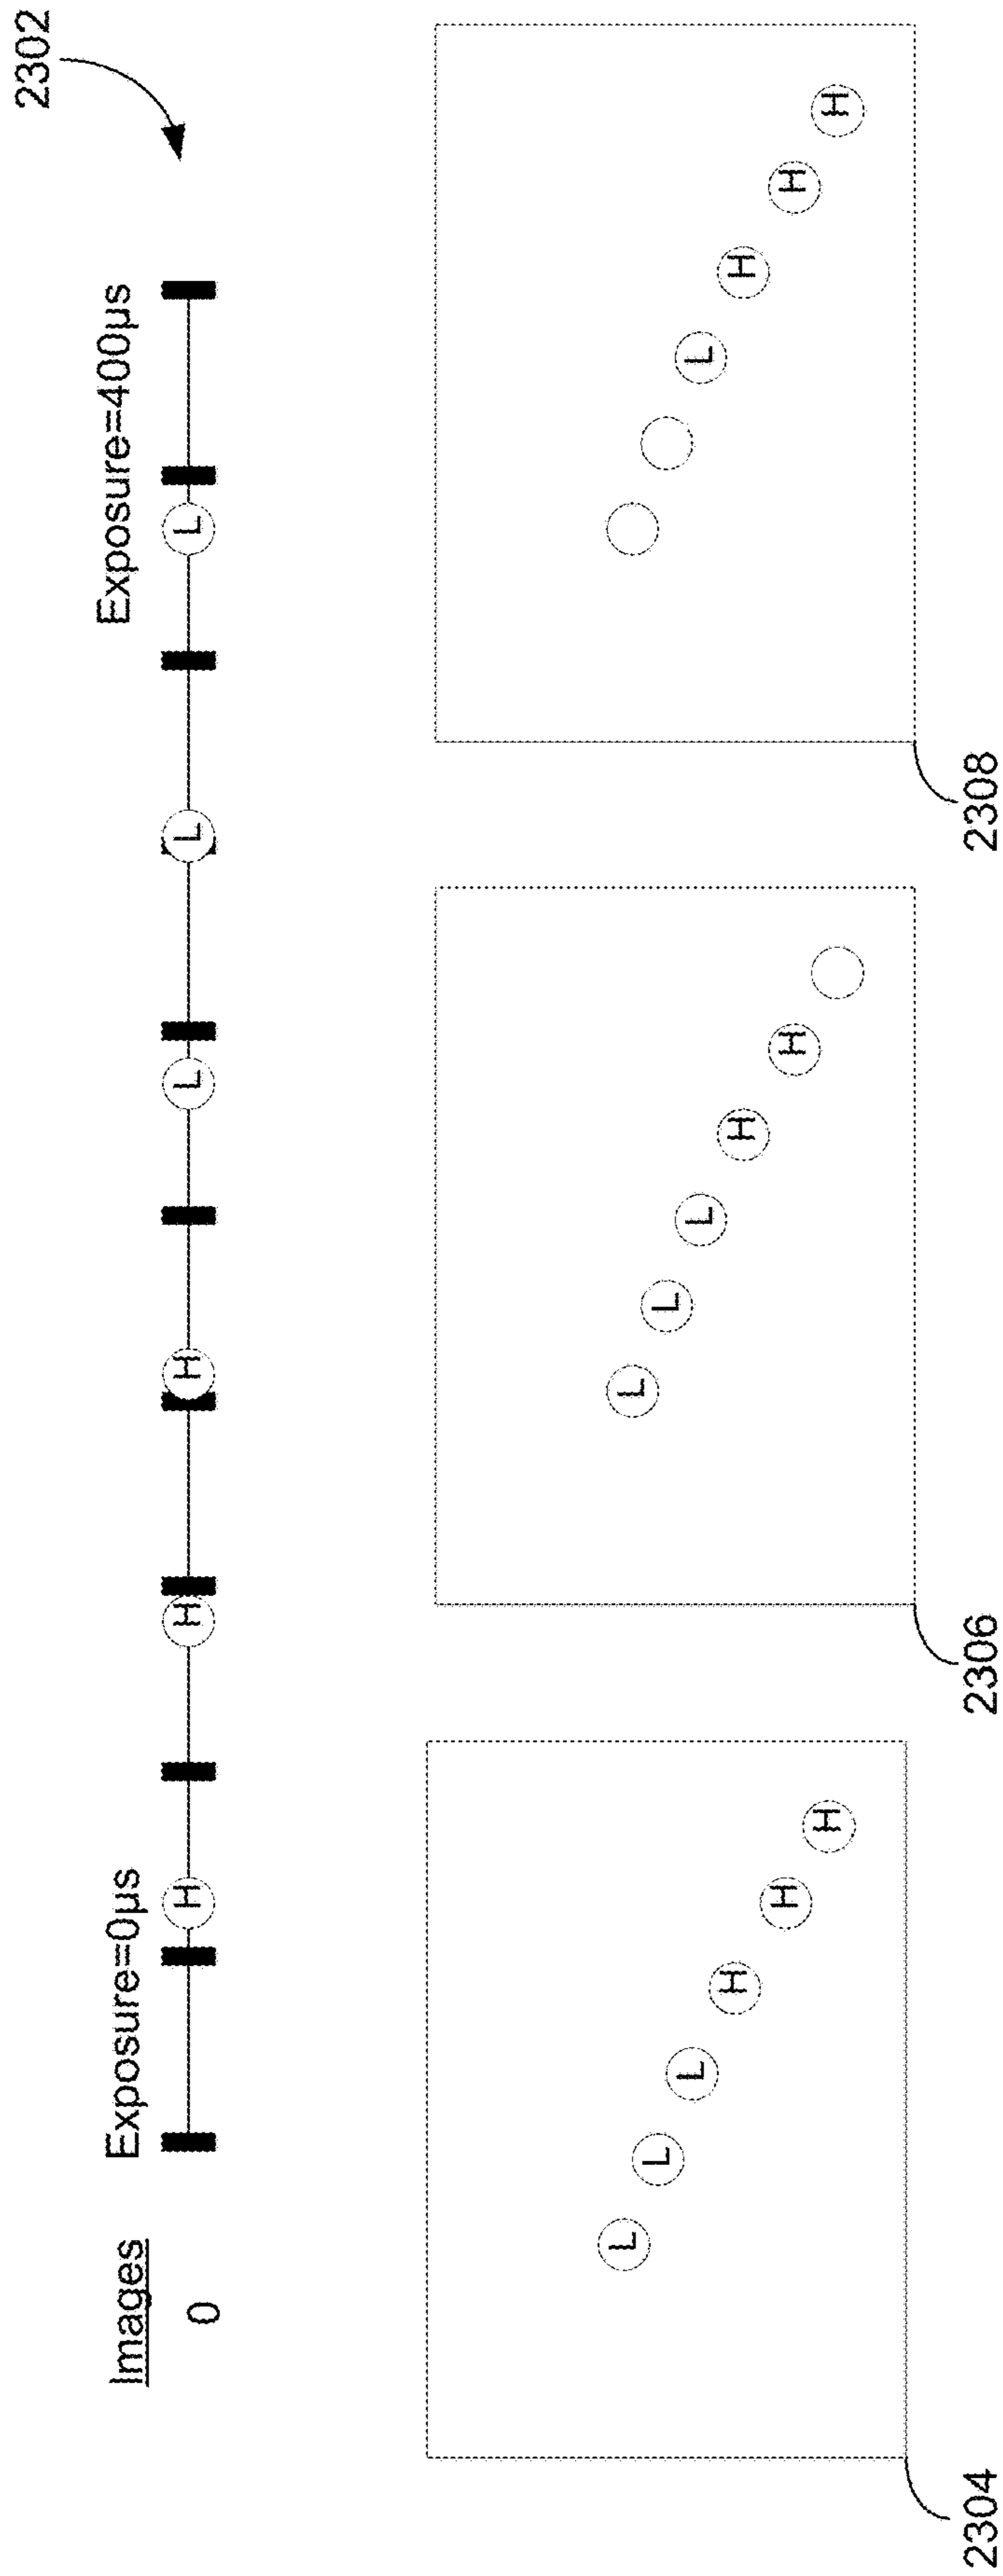 2302
Images Exposure=0µs Exposure=400µs
0 H H H L L L
L L L H H H
L L L H H
L H H H
2304 2306 2308